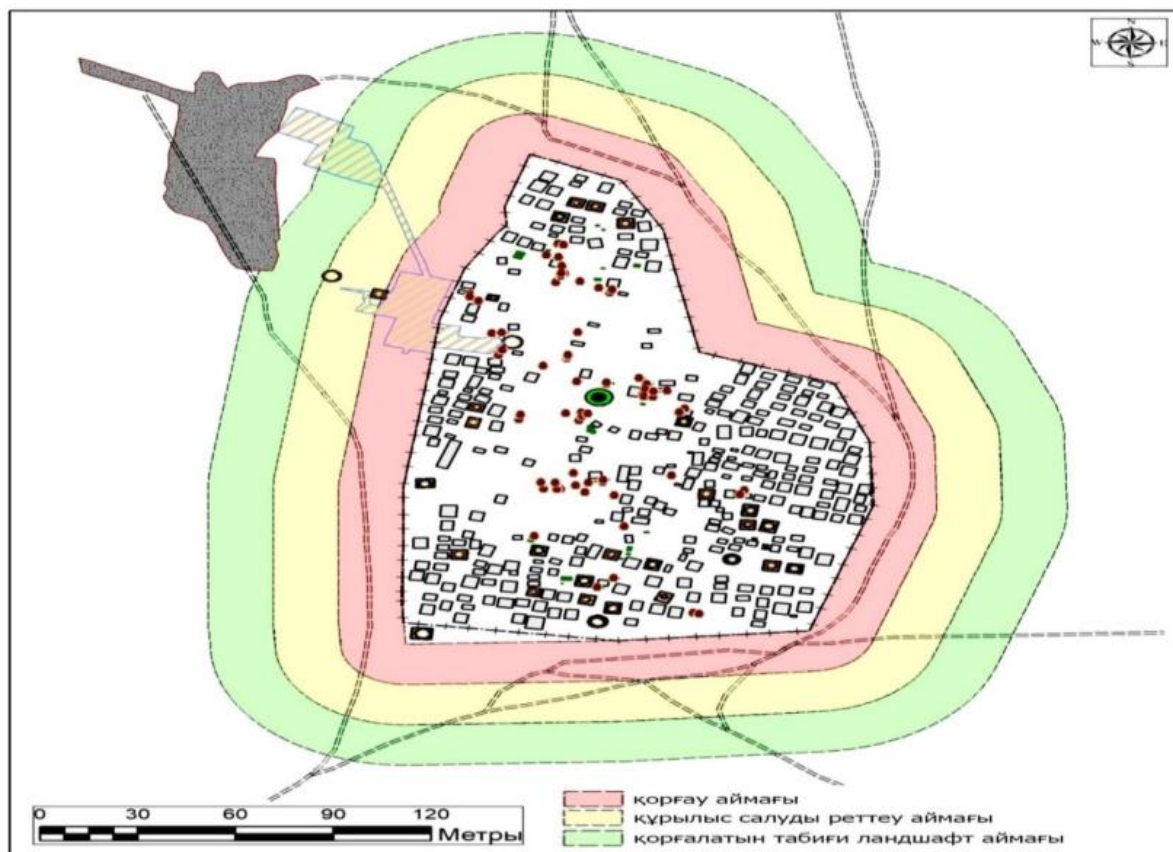 N
W E
S
0 30 60 90 120
Метры
қорғау аймағы
құрылыс салуды реттеу аймағы
қорғалатын табиғи ландшафт аймағы